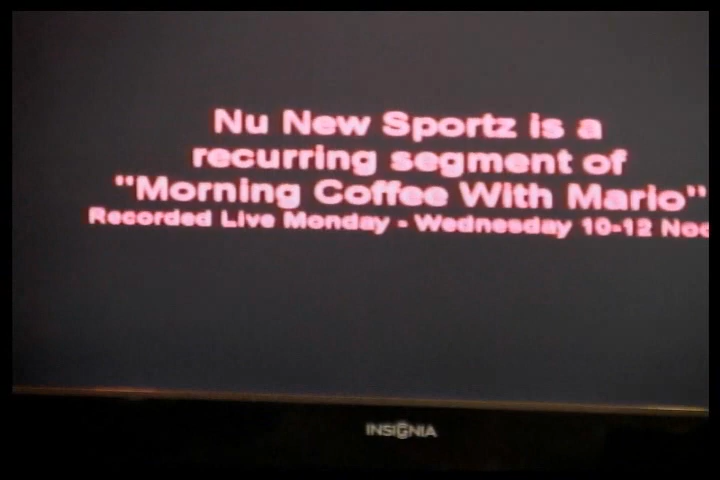 Nu New Sportz is a
recurring segment of
"Morning Coffee With Mario"
Recorded Live Monday - Wednesday 10-12
INSIGNIA